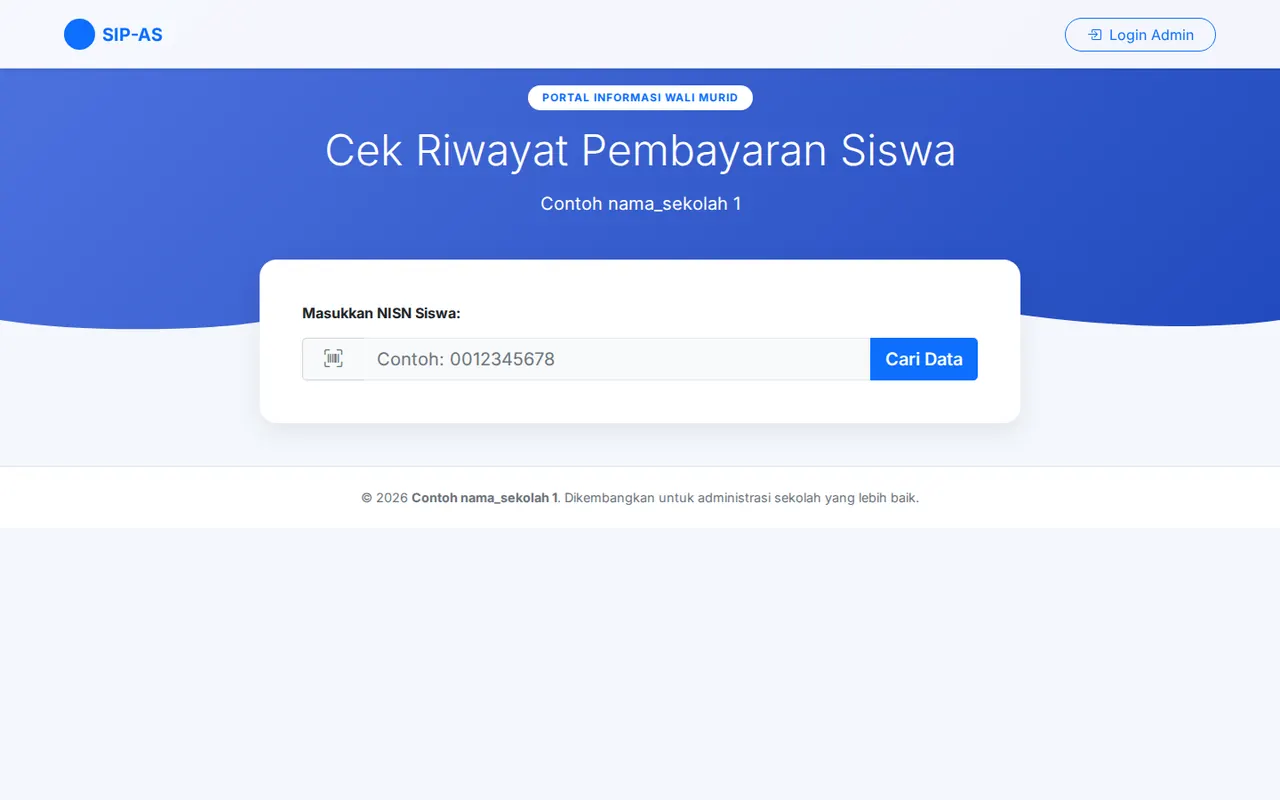 SIP-AS
Login Admin
PORTAL INFORMASI WALI MURID
Cek Riwayat Pembayaran Siswa
Contoh nama_sekolah 1
Masukkan NISN Siswa:
Contoh: 0012345678
Cari Data
© 2026 Contoh nama_sekolah 1. Dikembangkan untuk administrasi sekolah yang lebih baik.